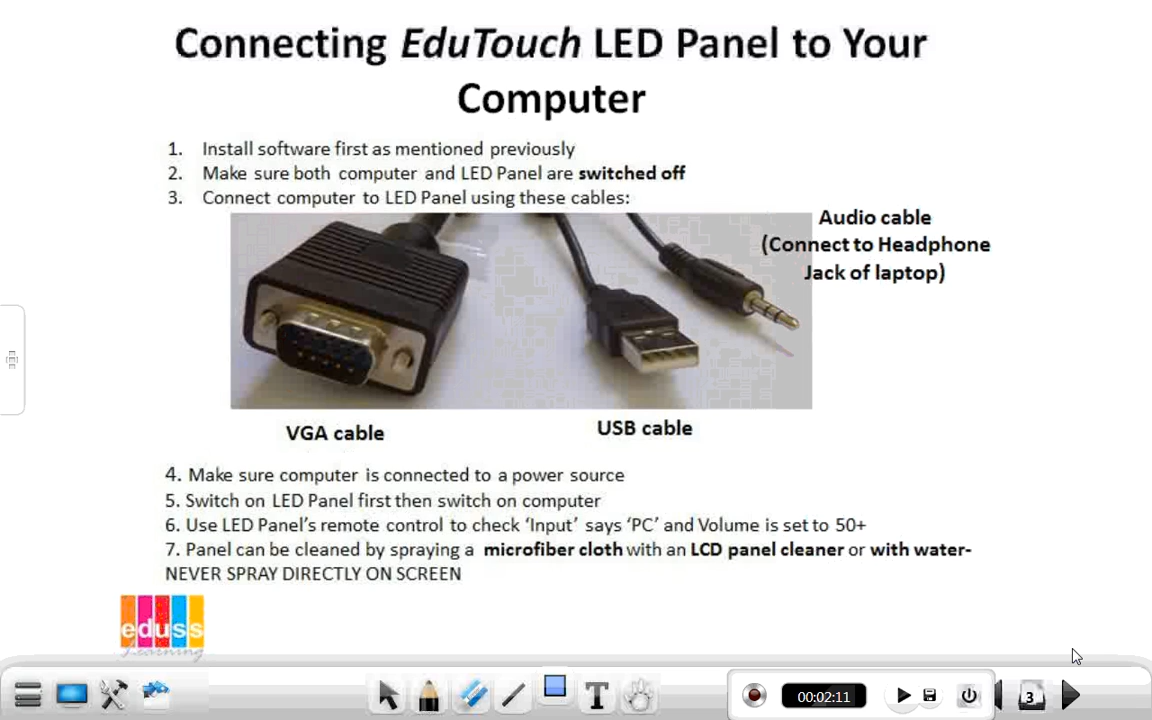 Connecting EduTouch LED Panel to Your
Computer
1. Install software first as mentioned previously
2. Make sure both computer and LED Panel are switched off
3. Connect computer to LED Panel using these cables:
Audio cable
(Connect to Headphone
Jack of laptop)
VGA cable
USB cable
4. Make sure computer is connected to a power source
5. Switch on LED Panel first then switch on computer
6. Use LED Panel’s remote control to check ‘Input’ says ‘PC’ and Volume is set to 50+
7. Panel can be cleaned by spraying a microfiber cloth with an LCD panel cleaner or with water-
NEVER SPRAY DIRECTLY ON SCREEN
eduss
Learning
T
00:02:11
3